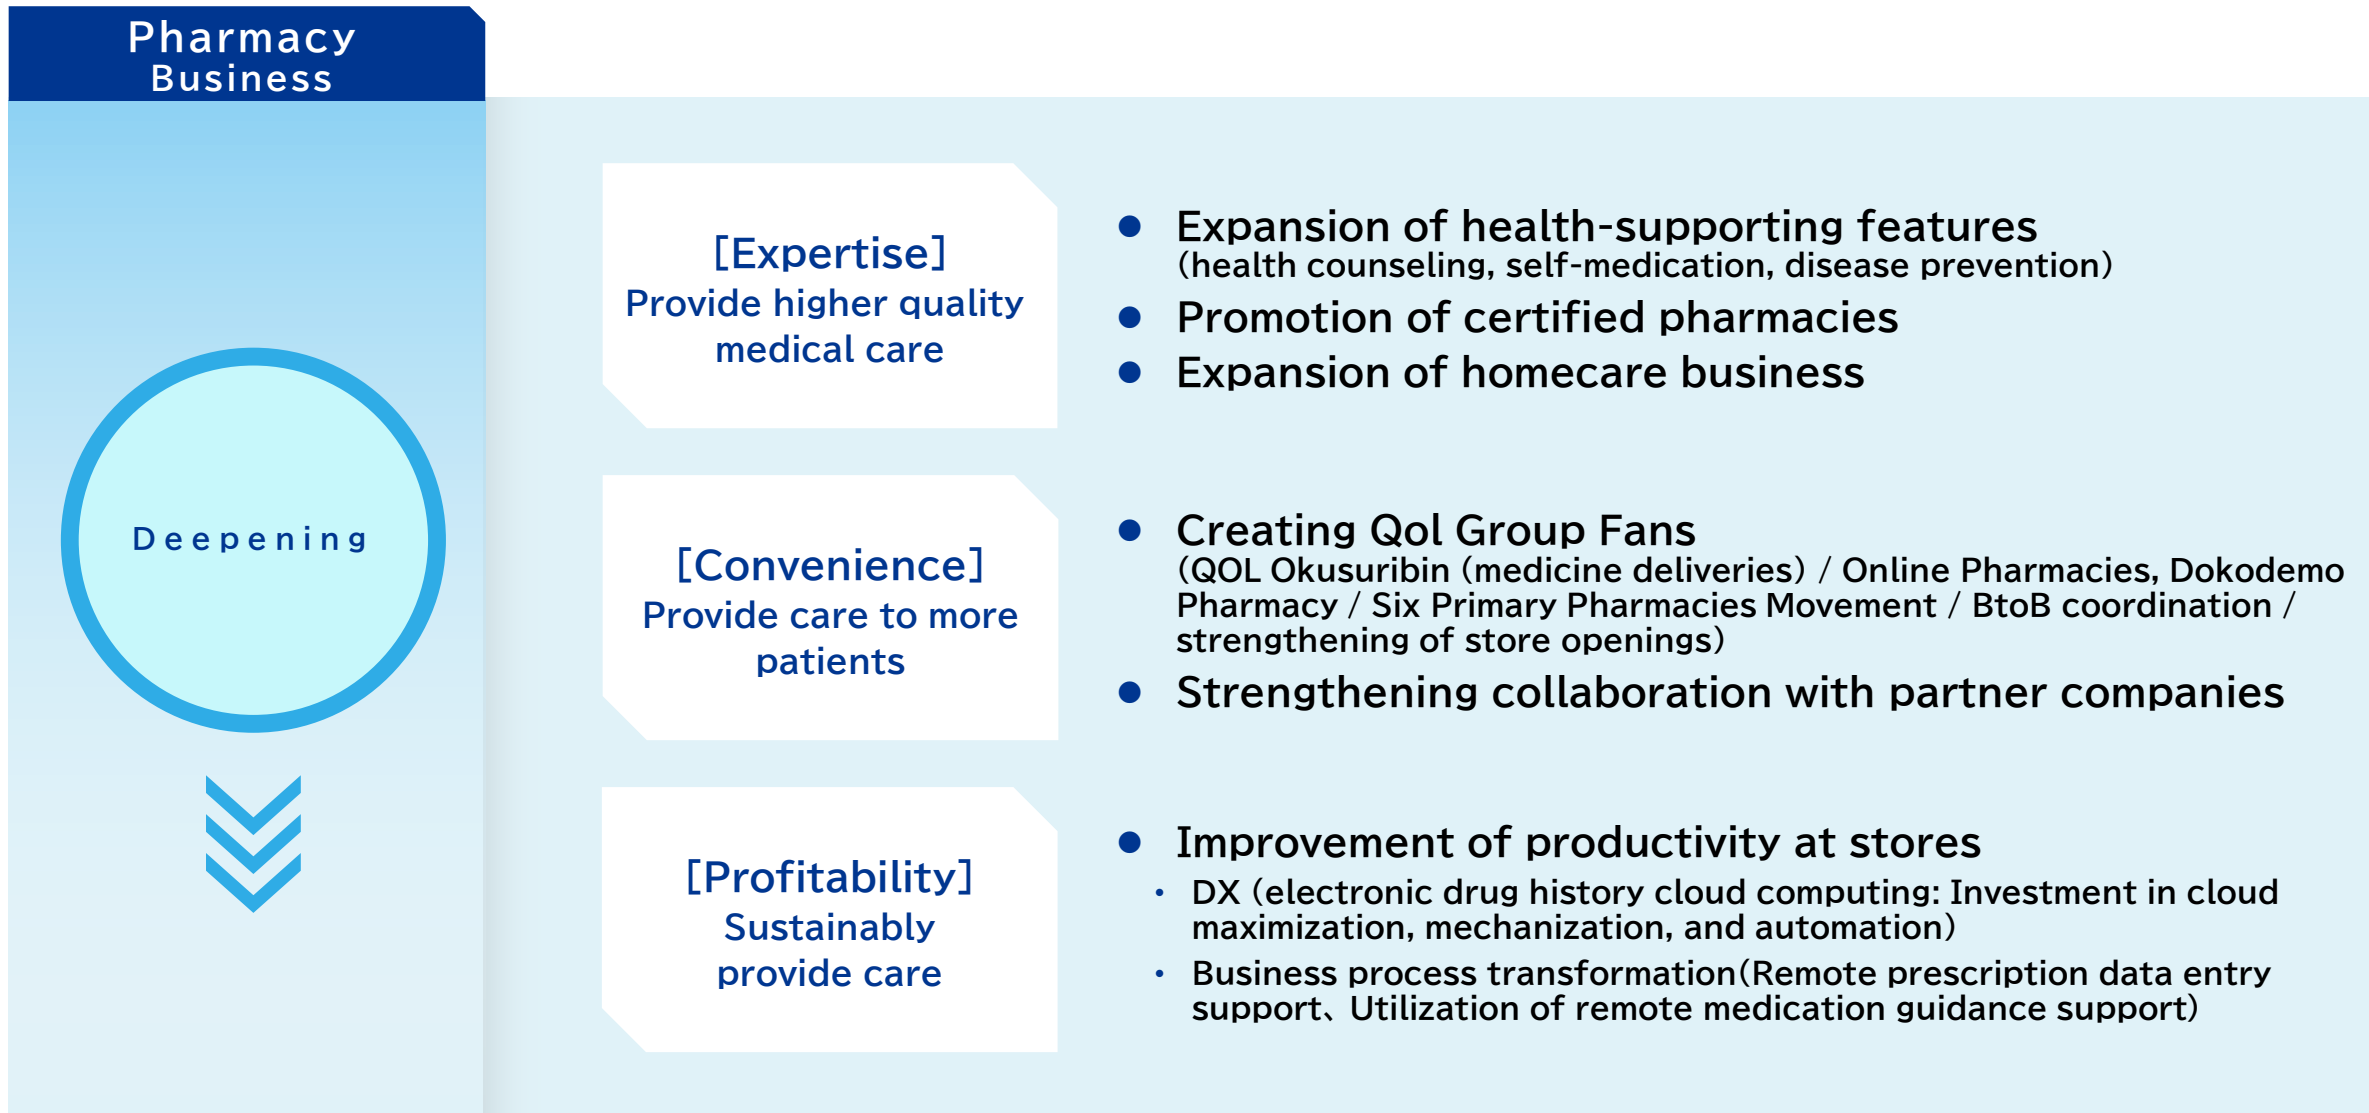 Pharmacy
Business
Deepening
[Expertise]
Provide higher quality
medical care
● Expansion of health-supporting features
(health counseling, self-medication, disease prevention)
● Promotion of certified pharmacies
● Expansion of homecare business
[Convenience]
Provide care to more
patients
● Creating Qol Group Fans
(QOL Okusuribin (medicine deliveries) / Online Pharmacies, Dokodemo
Pharmacy / Six Primary Pharmacies Movement / BtoB coordination /
strengthening of store openings)
● Strengthening collaboration with partner companies
[Profitability]
Sustainably
provide care
● Improvement of productivity at stores
・ DX (electronic drug history cloud computing: Investment in cloud
maximization, mechanization, and automation)
・ Business process transformation(Remote prescription data entry
support、Utilization of remote medication guidance support)